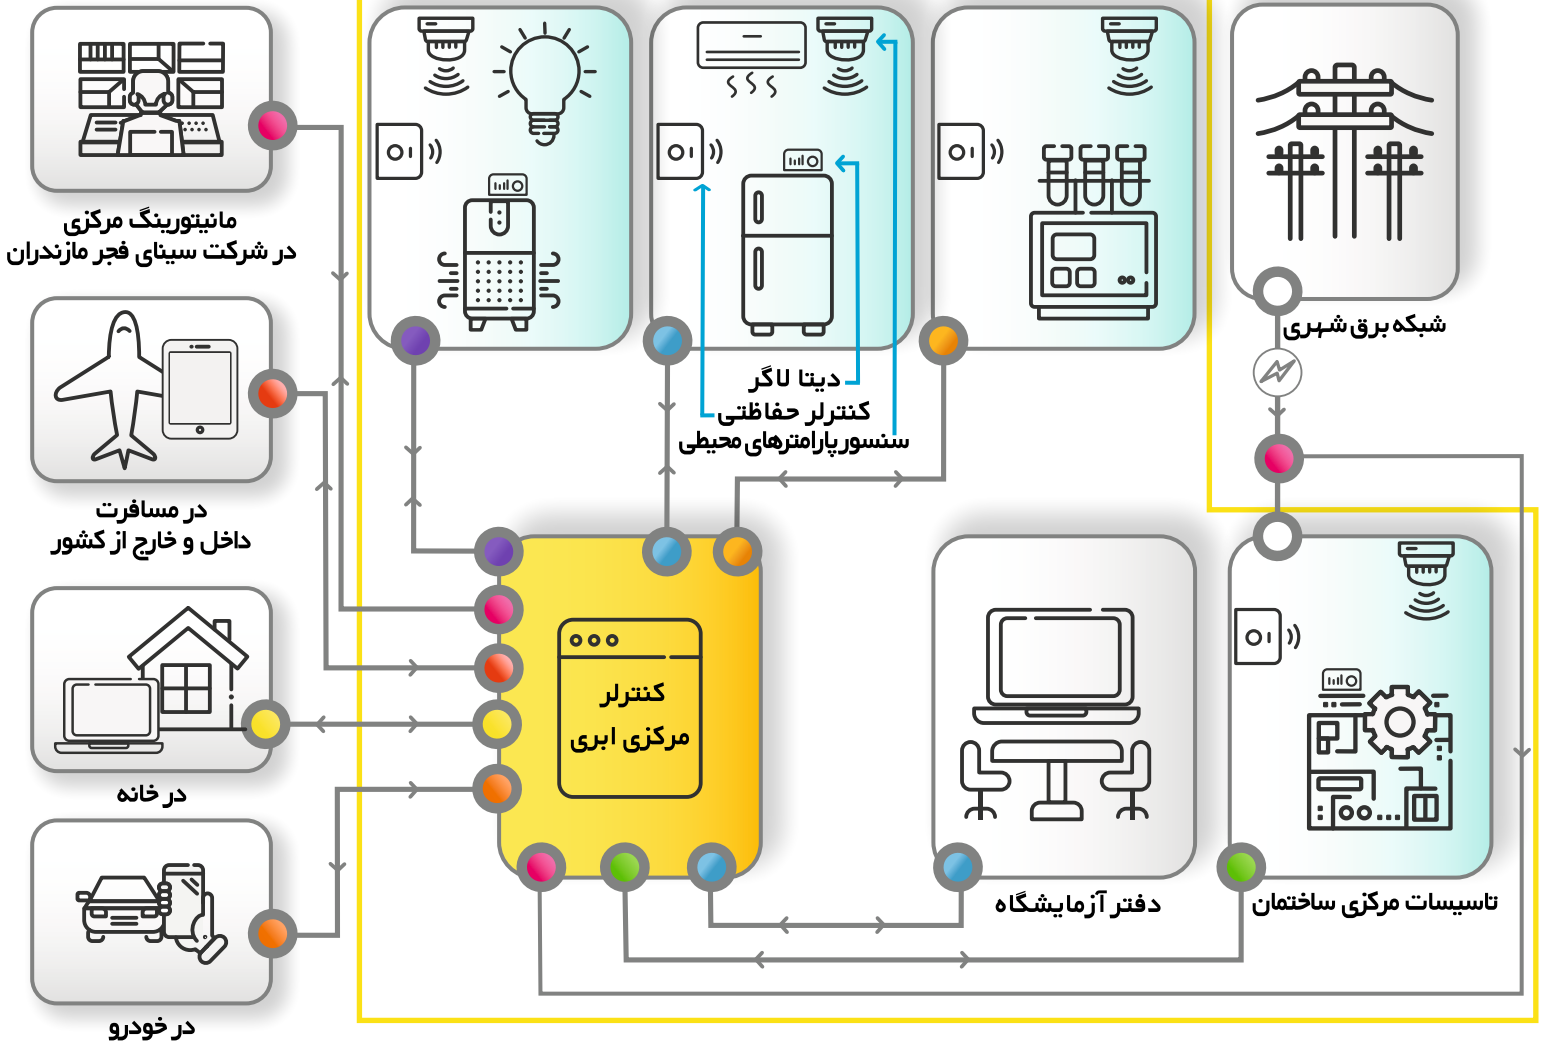 مانیتورینگ مرکزی
در شرکت سینای فجر مازندران
شبکه برق شهری
دیتا لاگر
کنترلر حفاظتی
سنسور پارامترهای محیطی
در مسافرت
داخل و خارج از کشور
کنترلر
مرکزی ابری
در خانه
دفتر آزمایشگاه
تاسیسات مرکزی ساختمان
در خودرو